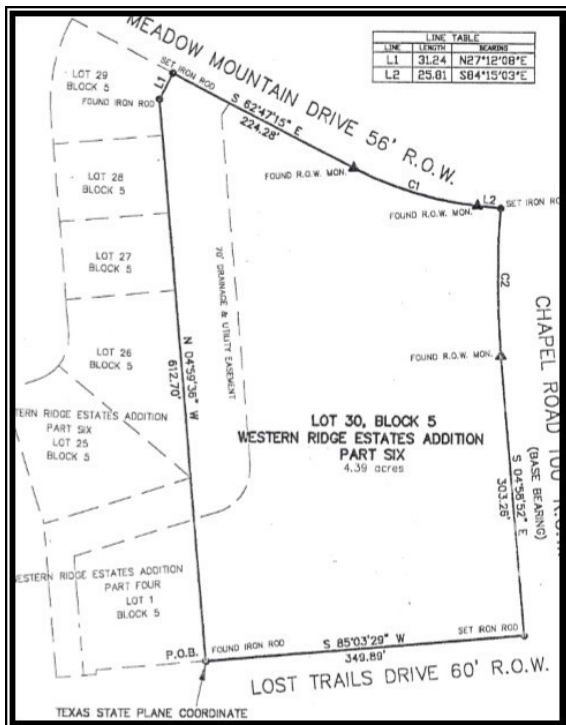 MEADOW MOUNTAIN DRIVE 56' R.O.W.
LINE TABLE
LINE LENGTH BEARING
L1 31.24 N27°12'08"E
L2 25.81 S84°15'03"E
LOT 29
BLOCK 5
SET IRON ROD
L1
FOUND IRON ROD
S 62°47'15" E
224.28'
FOUND R.O.W. MON.
C1
L2
FOUND R.O.W. MON.
SET IRON RO
LOT 28
BLOCK 5
LOT 27
BLOCK 5
20' DRAINAGE & UTILITY EASEMENT
C2
CHAPEL ROAD 100' R.O.W.
(BASE BEARING)
FOUND R.O.W. MON.
LOT 26
BLOCK 5
N 04°59'36" W
612.70'
LOT 30, BLOCK 5
WESTERN RIDGE ESTATES ADDITION
PART SIX
4.39 acres
S 04°58'52" E
303.26'
TERN RIDGE ESTATES ADDITION
PART SIX
LOT 25
BLOCK 5
WESTERN RIDGE ESTATES ADDITION
PART FOUR
LOT 1
BLOCK 5
P.O.B.
FOUND IRON ROD
S 85°03'29" W
349.89'
SET IRON ROD
LOST TRAILS DRIVE 60' R.O.W.
TEXAS STATE PLANE COORDINATE